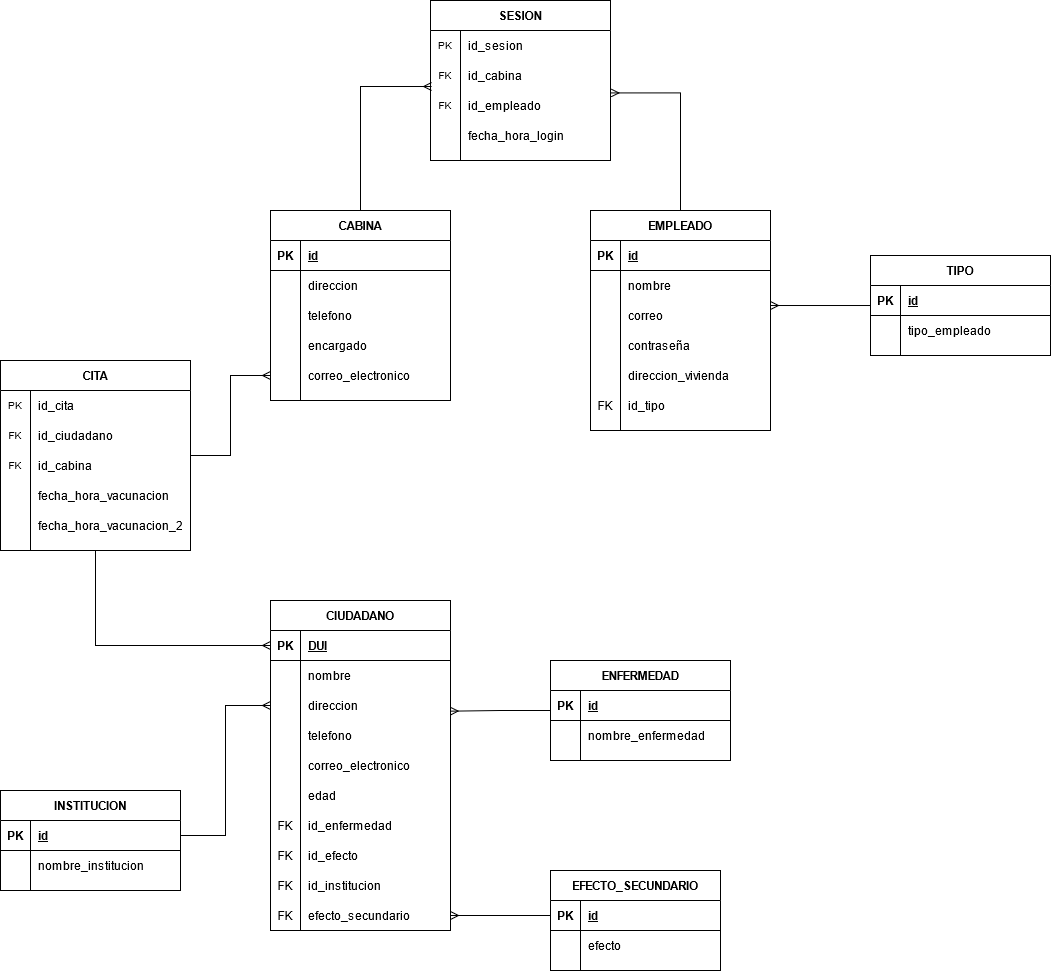 SESION
PK id_sesion
FK id_cabina
FK id_empleado
fecha_hora_login
CABINA
PK id
direccion
telefono
encargado
correo_electronico
EMPLEADO
PK id
nombre
correo
contraseña
direccion_vivienda
FK id_tipo
TIPO
PK id
tipo_empleado
CITA
PK id_cita
FK id_ciudadano
FK id_cabina
fecha_hora_vacunacion
fecha_hora_vacunacion_2
CIUDADANO
PK DUI
nombre
direccion
telefono
correo_electronico
edad
FK id_enfermedad
FK id_efecto
FK id_institucion
FK efecto_secundario
ENFERMEDAD
PK id
nombre_enfermedad
INSTITUCION
PK id
nombre_institucion
EFECTO_SECUNDARIO
PK id
efecto